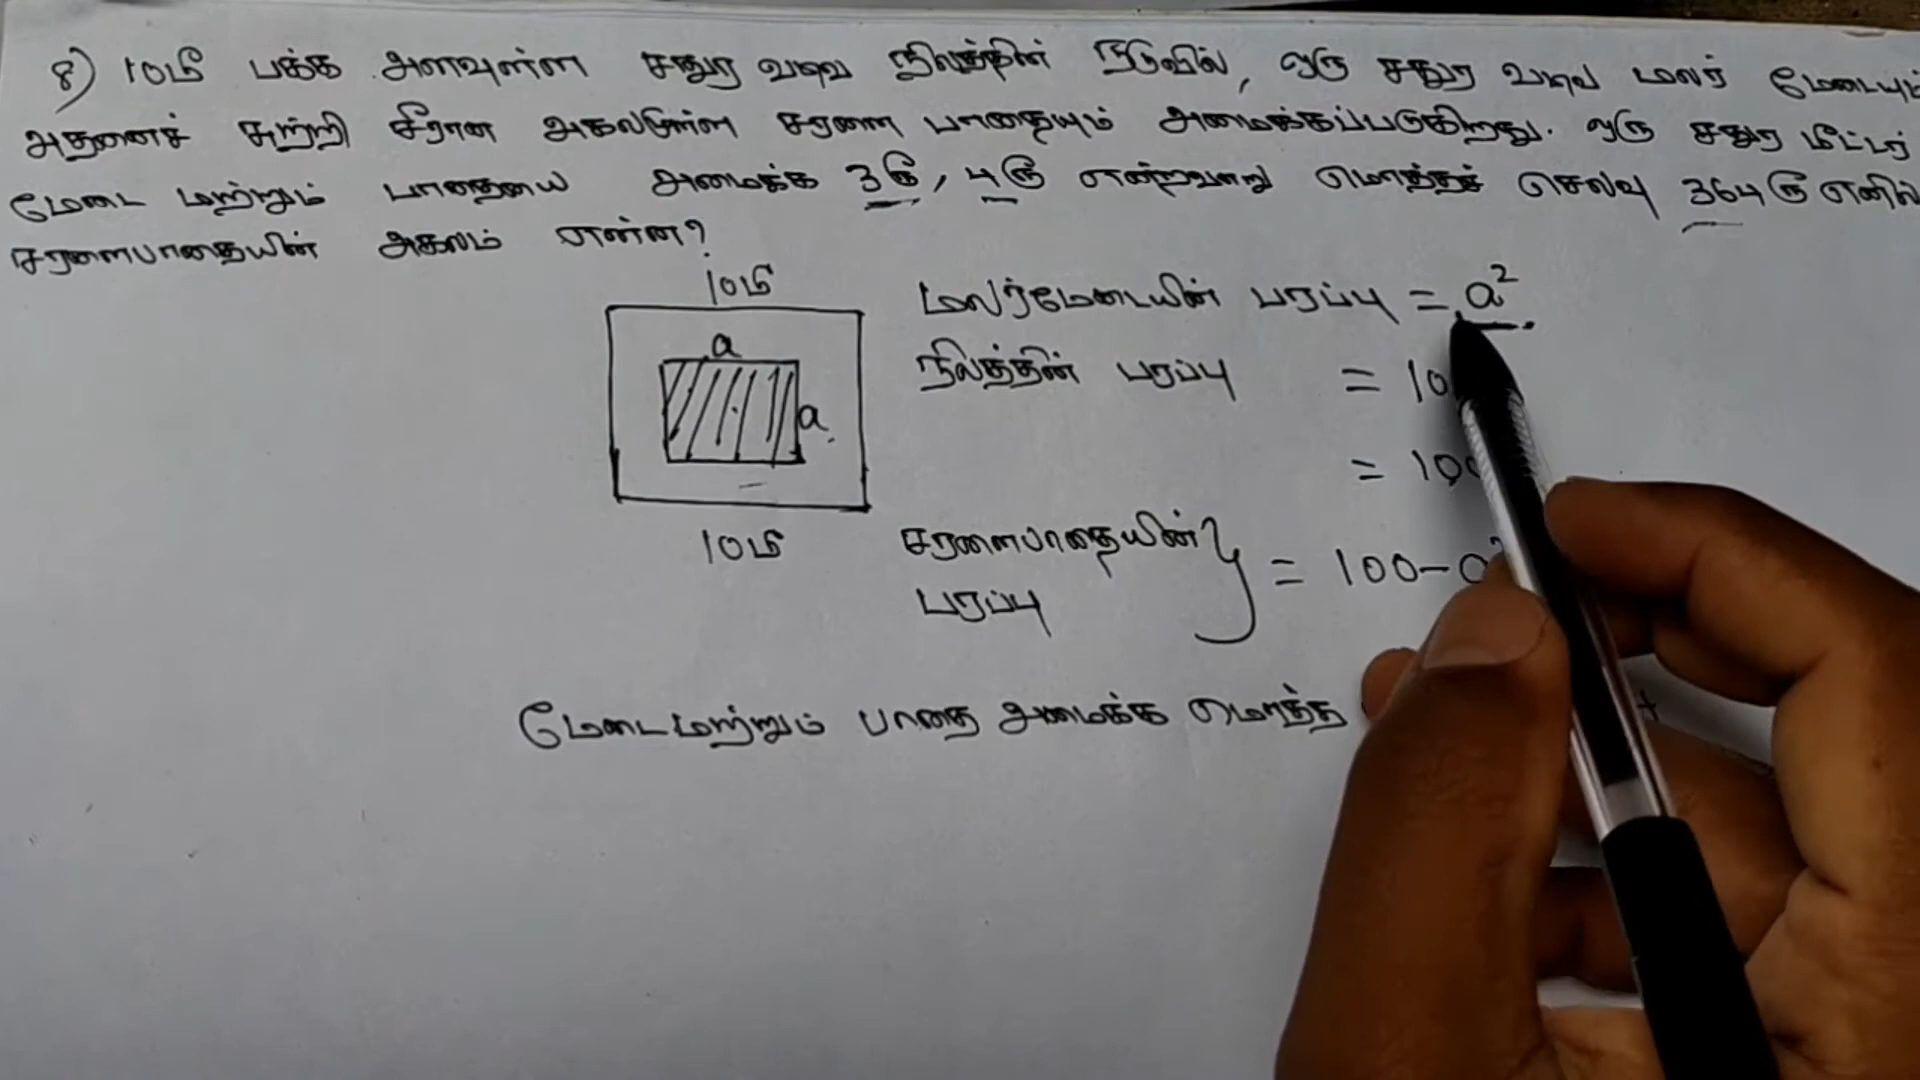 8) 10மீ பக்க அளவுள்ள சதுர வடிவ நிலத்தின் நடுவில், ஒரு சதுர வடிவ மலர் மேடையும்
அதனைச் சுற்றி சீரான அகலமுள்ள சரளை பாதையும் அமைக்கப்படுகிறது. ஒரு சதுர மீட்டர்
மேடை மற்றும் பாதையை அமைக்க 3ரூ, 4ரூ என்றவாறு மொத்தச் செலவு 364ரூ எனில்
சரளைபாதையின் அகலம் என்ன?
10மீ
a
a
10மீ
மலர்மேடையின் பரப்பு = a²
நிலத்தின் பரப்பு = 10
= 100
சரளைபாதையின் பரப்பு } = 100-a²
மேடை மற்றும் பாதை அமைக்க மொத்த
+